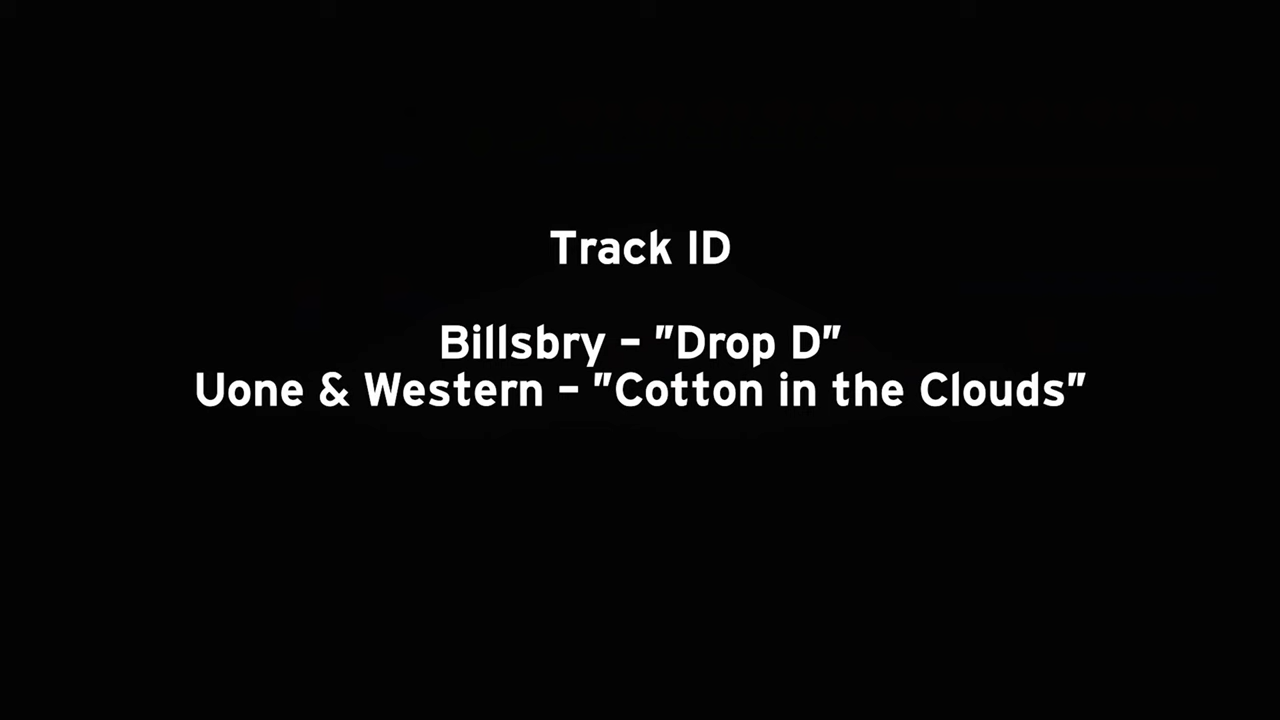 Track ID
Billsbry – "Drop D"
Uone & Western – "Cotton in the Clouds"